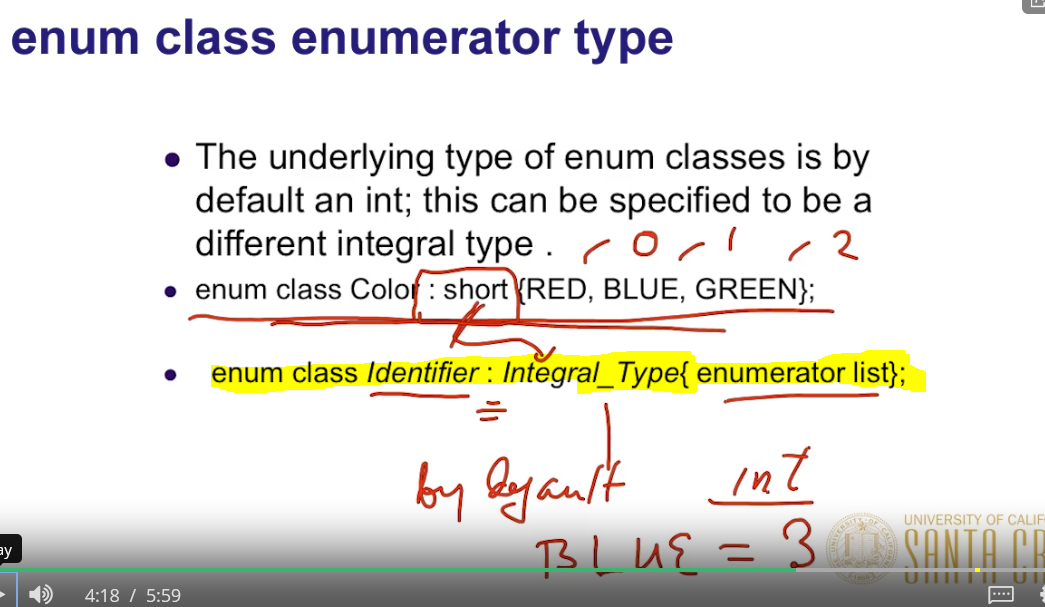 enum class enumerator type
• The underlying type of enum classes is by
default an int; this can be specified to be a
different integral type .
0 1 2
• enum class Color : short {RED, BLUE, GREEN};
• enum class Identifier : Integral_Type{ enumerator list};
by default int
BLUE = 3
UNIVERSITY OF CALIF
SANTA CR
ay
4:18 / 5:59